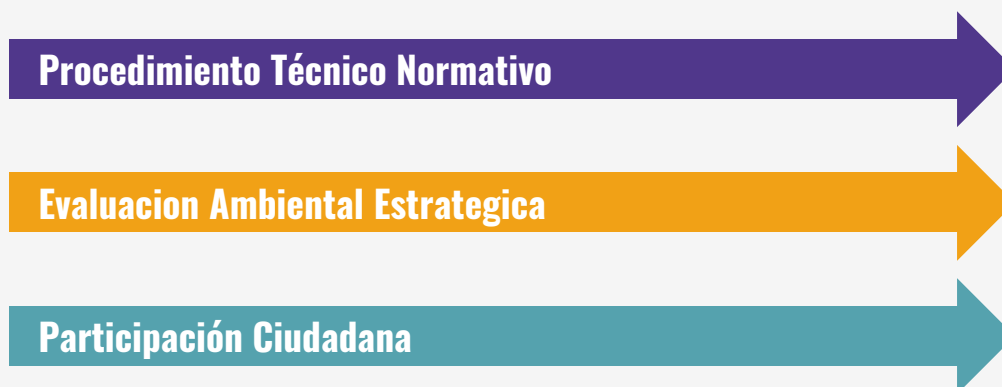 Procedimiento Técnico Normativo
Evaluacion Ambiental Estrategica
Participación Ciudadana